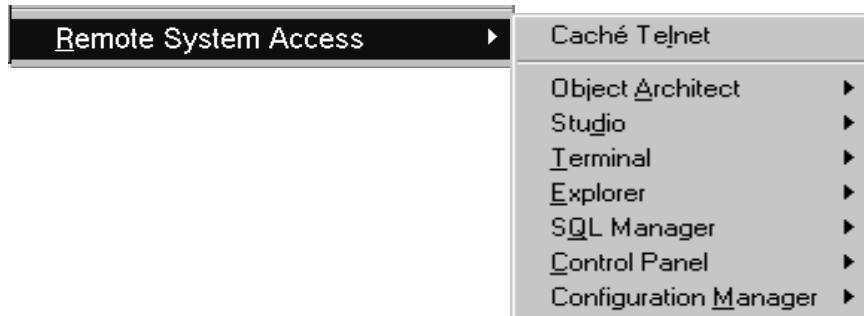 Remote System Access
Caché Telnet
Object Architect
Studio
Terminal
Explorer
SQL Manager
Control Panel
Configuration Manager